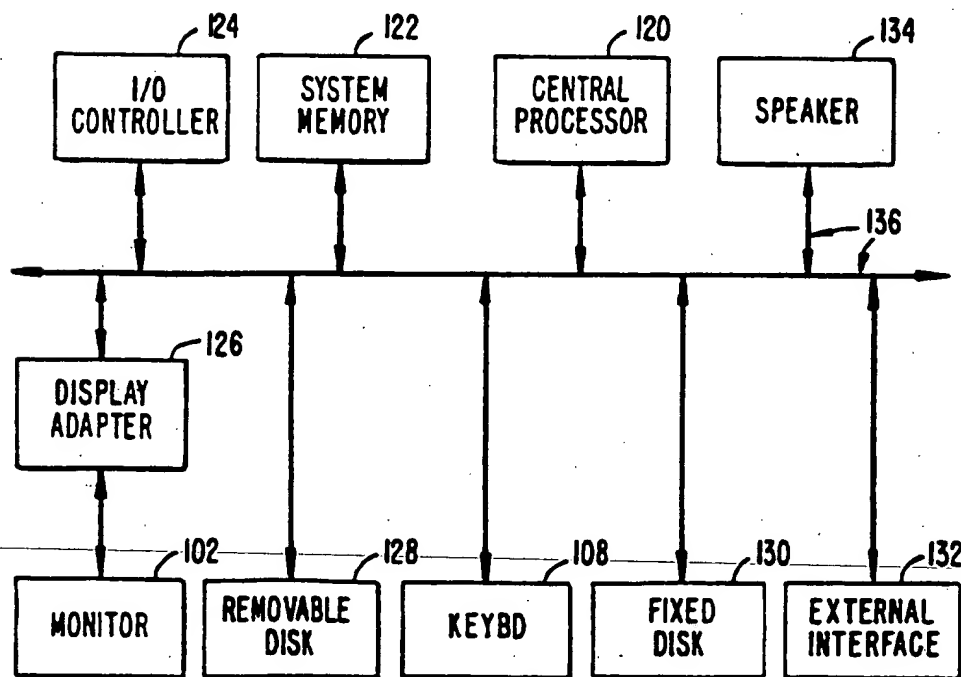 124
122
120
134
I/O
CONTROLLER
SYSTEM
MEMORY
CENTRAL
PROCESSOR
SPEAKER
136
126
DISPLAY
ADAPTER
102
128
108
130
132
MONITOR
REMOVABLE
DISK
KEYBD
FIXED
DISK
EXTERNAL
INTERFACE